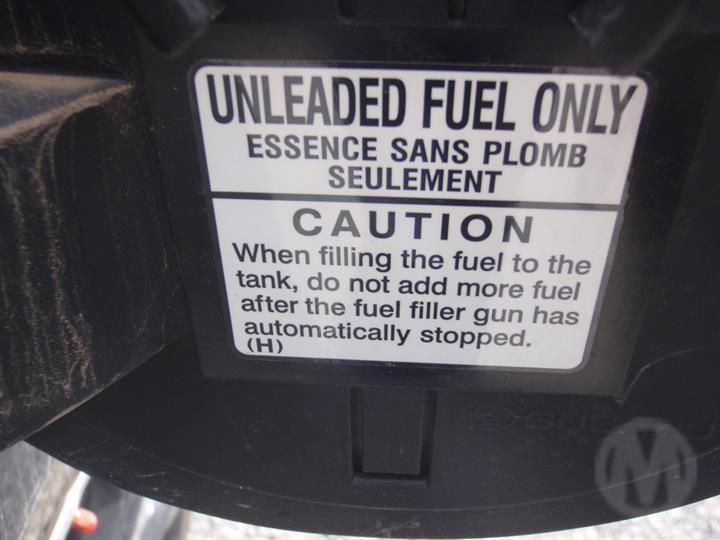 UNLEADED FUEL ONLY
ESSENCE SANS PLOMB
SEULEMENT
CAUTION
When filling the fuel to the
tank, do not add more fuel
after the fuel filler gun has
automatically stopped.
(H)
M